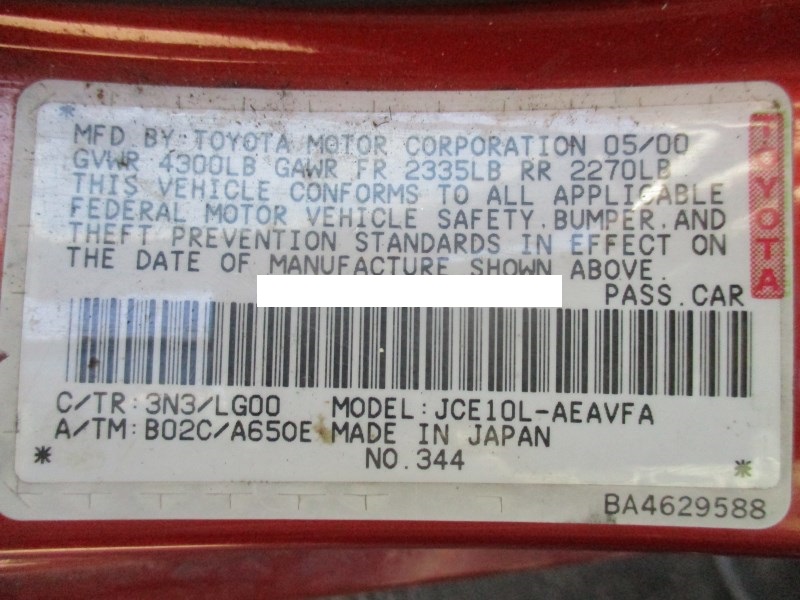 MFD BY TOYOTA MOTOR CORPORATION 05/00
GVWR 4300LB GAWR FR 2335LB RR 2270LB
THIS VEHICLE CONFORMS TO ALL APPLICABLE
FEDERAL MOTOR VEHICLE SAFETY.BUMPER.AND
THEFT PREVENTION STANDARDS IN EFFECT ON
THE DATE OF MANUFACTURE SHOWN ABOVE.
PASS.CAR
TOYOTA
C/TR:3N3/LG00 MODEL:JCE10L-AEAVFA
A/TM:B02C/A650E MADE IN JAPAN
NO.344
BA4629588